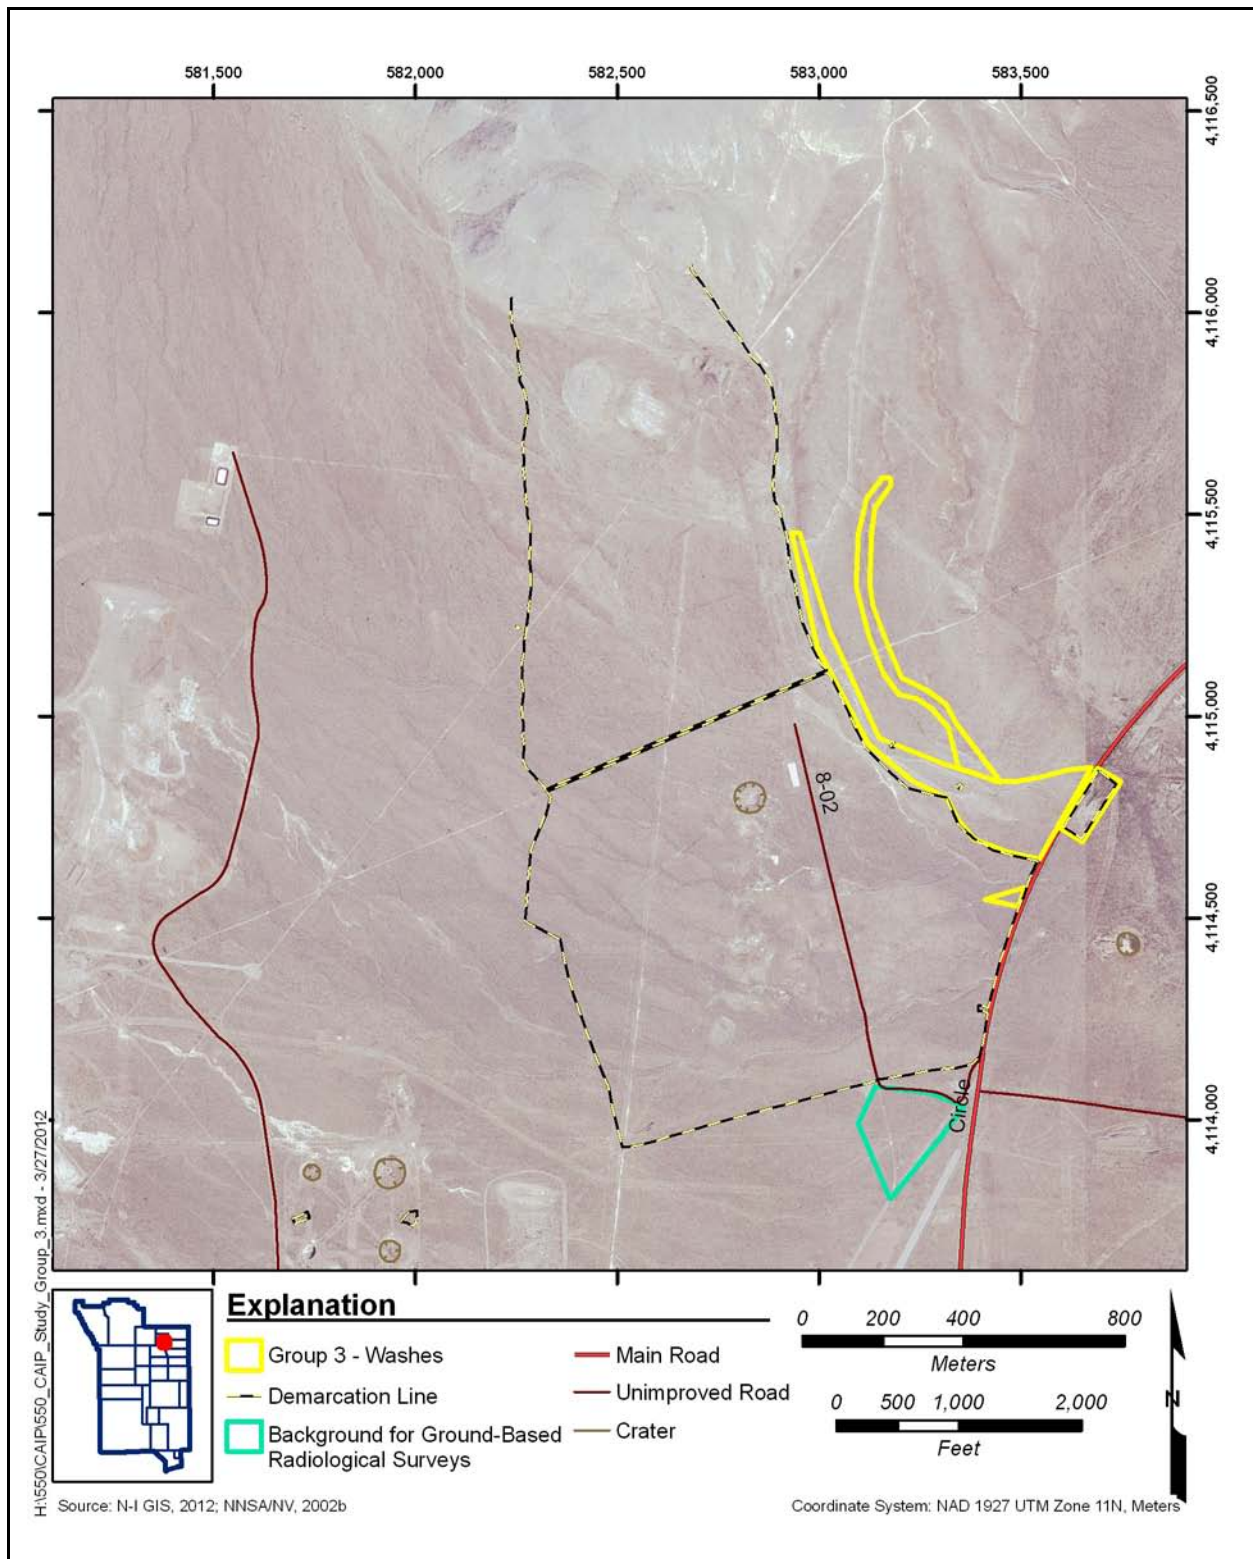 581,500 582,000 582,500 583,000 583,500
4,116,500
4,116,000
4,115,500
4,115,000
4,114,500
4,114,000
8-02
Circle
H:\550\CAIP\550_CAIP_Study_Group_3.mxd - 3/27/2012
Explanation
Group 3 - Washes
Demarcation Line
Background for Ground-Based
Radiological Surveys
Main Road
Unimproved Road
Crater
0 200 400 800
Meters
0 500 1,000 2,000
Feet
N
Source: N-I GIS, 2012; NNSA/NV, 2002b
Coordinate System: NAD 1927 UTM Zone 11N, Meters